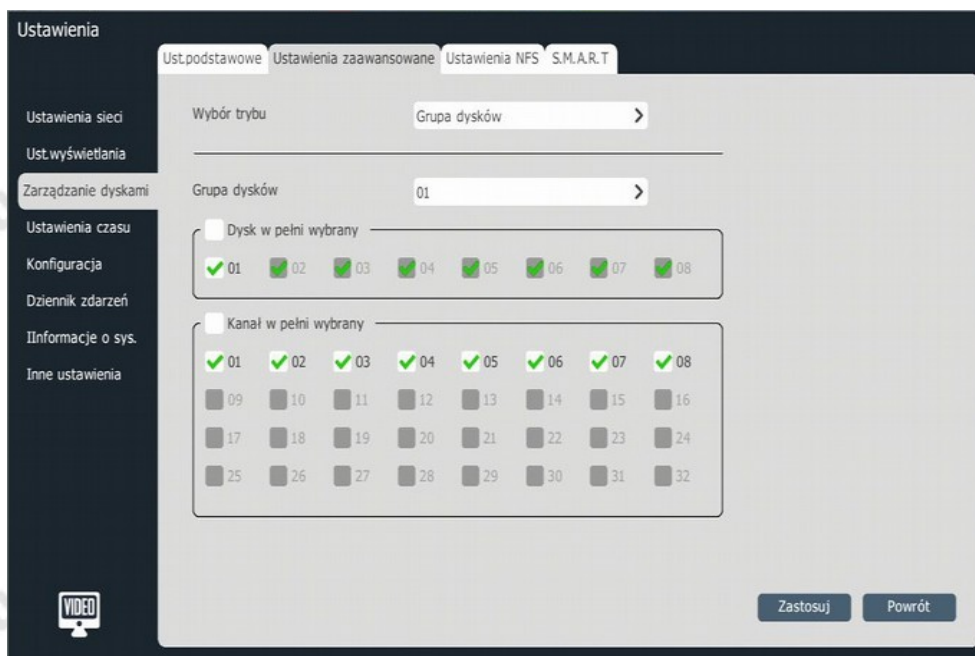 Ustawienia
Ust.podstawowe Ustawienia zaawansowane Ustawienia NFS S.M.A.R.T
Ustawienia sieci
Ust.wyświetlania
Zarządzanie dyskami
Ustawienia czasu
Konfiguracja
Dziennik zdarzeń
IInformacje o sys.
Inne ustawienia
Wybór trybu Grupa dysków
Grupa dysków 01
Dysk w pełni wybrany
01 02 03 04 05 06 07 08
Kanał w pełni wybrany
01 02 03 04 05 06 07 08
09 10 11 12 13 14 15 16
17 18 19 20 21 22 23 24
25 26 27 28 29 30 31 32
VIDEO
Zastosuj Powrót